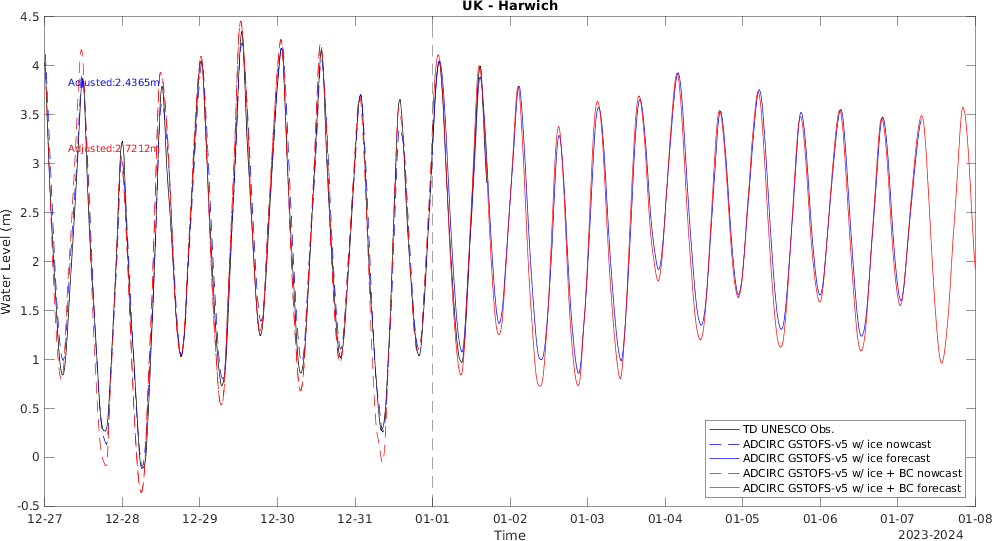 UK - Harwich
4.5
4
3.5
3
2.5
2
1.5
1
0.5
0
-0.5
Water Level (m)
Adjusted:2.4365m
Adjusted:2.7212m
TD UNESCO Obs.
ADCIRC GSTOFS-v5 w/ ice nowcast
ADCIRC GSTOFS-v5 w/ ice forecast
ADCIRC GSTOFS-v5 w/ ice + BC nowcast
ADCIRC GSTOFS-v5 w/ ice + BC forecast
12-27 12-28 12-29 12-30 12-31 01-01 01-02 01-03 01-04 01-05 01-06 01-07 01-08
Time
2023-2024